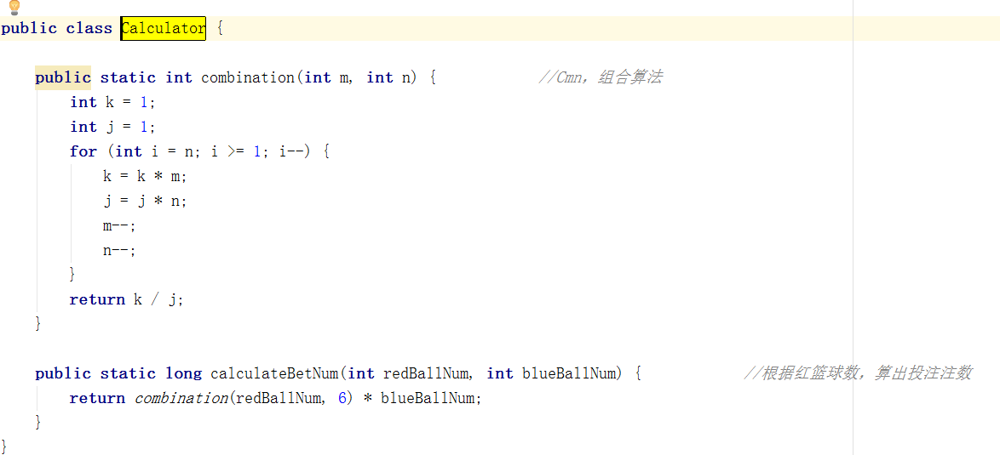 public class Calculator {
public static int combination(int m, int n) { //Cmn, 组合算法
int k = 1;
int j = 1;
for (int i = n; i >= 1; i--) {
k = k * m;
j = j * n;
m--;
n--;
}
return k / j;
}
public static long calculateBetNum(int redBallNum, int blueBallNum) { //根据红篮球数, 算出投注注数
return combination(redBallNum, 6) * blueBallNum;
}
}